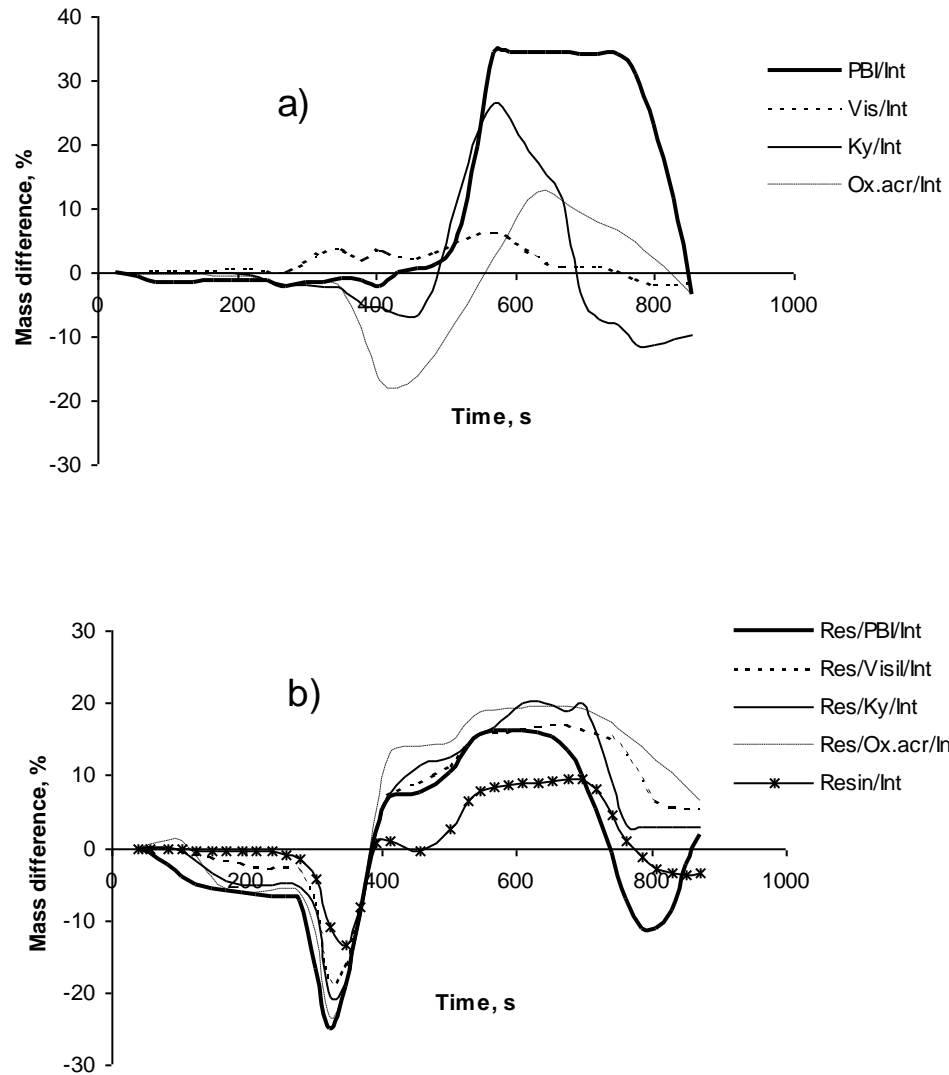 40
30
20
10
0
-10
-20
-30
Mass difference, %
a)
0
200
400
600
800
1000
Time, s
PBI/Int
Vis/Int
Ky/Int
Ox.acr/Int
30
20
10
0
-10
-20
-30
Mass difference, %
b)
0
200
400
600
800
1000
Time, s
Res/PBI/Int
Res/Visil/Int
Res/Ky/Int
Res/Ox.acr/In
Resin/Int